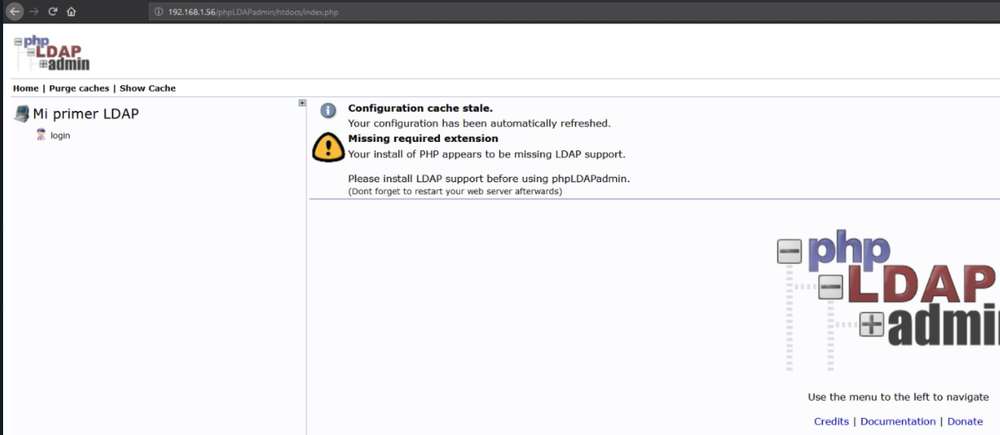 192.168.1.56/phpLDAPadmin/htdocs/index.php
php
LDAP
admin
Home | Purge caches | Show Cache
Mi primer LDAP
login
Configuration cache stale.
Your configuration has been automatically refreshed.
Missing required extension
Your install of PHP appears to be missing LDAP support.
Please install LDAP support before using phpLDAPadmin.
(Dont forget to restart your web server afterwards)
php
LDAP
admin
Use the menu to the left to navigate
Credits | Documentation | Donate